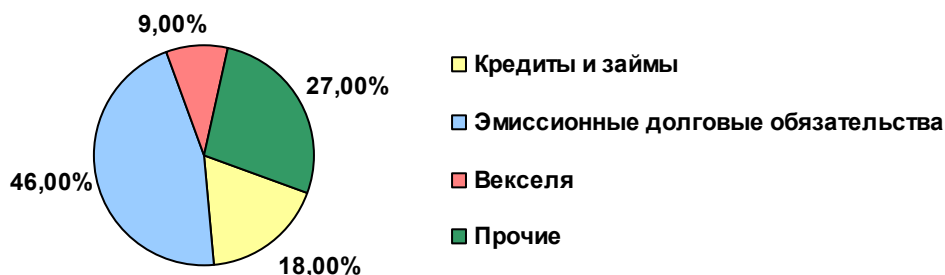 9,00%
27,00%
46,00%
18,00%
Кредиты и займы
Эмиссионные долговые обязательства
Векселя
Прочие